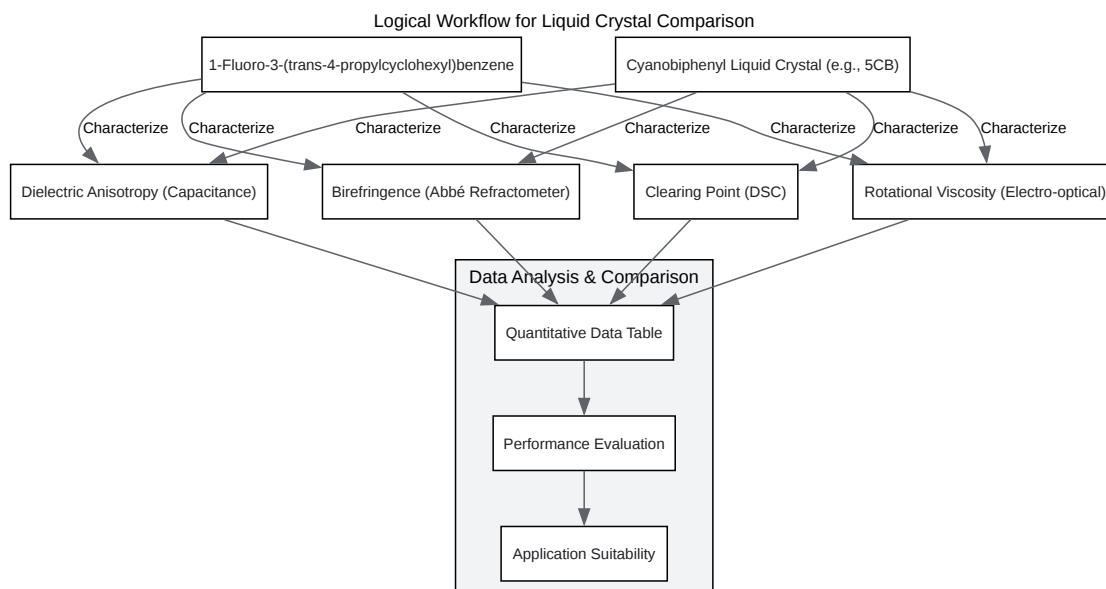 Logical Workflow for Liquid Crystal Comparison
1-Fluoro-3-(trans-4-propylcyclohexyl)benzene
Cyanobiphenyl Liquid Crystal (e.g., 5CB)
Characterize
Characterize
Characterize
Characterize
Characterize
Characterize
Characterize
Characterize
Dielectric Anisotropy (Capacitance)
Birefringence (Abbé Refractometer)
Clearing Point (DSC)
Rotational Viscosity (Electro-optical)
Data Analysis & Comparison
Quantitative Data Table
Performance Evaluation
Application Suitability